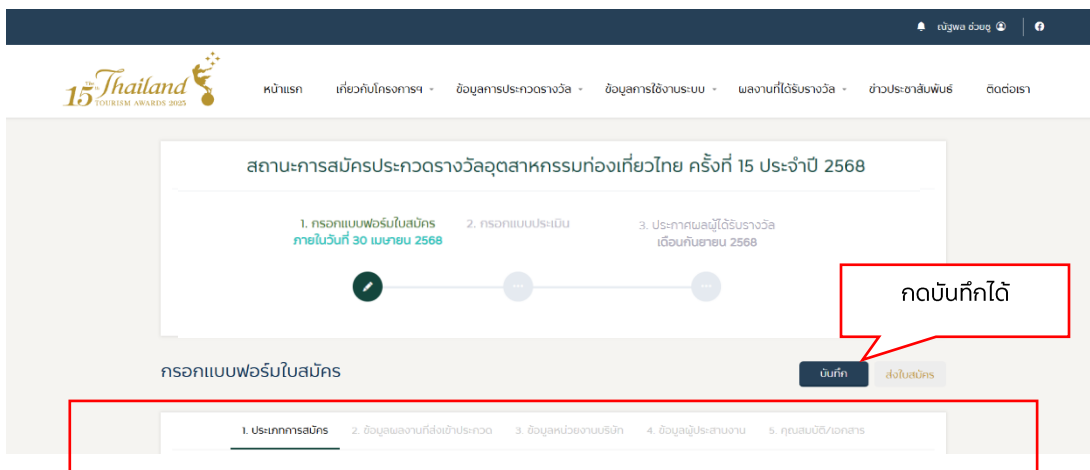 ณัฐพล ช่วยชู
The 15th Thailand
TOURISM AWARDS 2025
หน้าแรก เกี่ยวกับโครงการฯ ข้อมูลการประกวดรางวัล ข้อมูลการใช้งานระบบ ผลงานที่ได้รับรางวัล ข่าวประชาสัมพันธ์ ติดต่อเรา
สถานะการสมัครประกวดรางวัลอุตสาหกรรมท่องเที่ยวไทย ครั้งที่ 15 ประจำปี 2568
1. กรอกแบบฟอร์มใบสมัคร 2. กรอกแบบประเมิน 3. ประกาศผลผู้ได้รับรางวัล
ภายในวันที่ 30 เมษายน 2568 เดือนกันยายน 2568
กดบันทึกได้
กรอกแบบฟอร์มใบสมัคร บันทึก ส่งใบสมัคร
1. ประเภทการสมัคร 2. ข้อมูลผลงานที่ส่งเข้าประกวด 3. ข้อมูลหน่วยงานบริษัท 4. ข้อมูลผู้ประสานงาน 5. คุณสมบัติ/เอกสาร